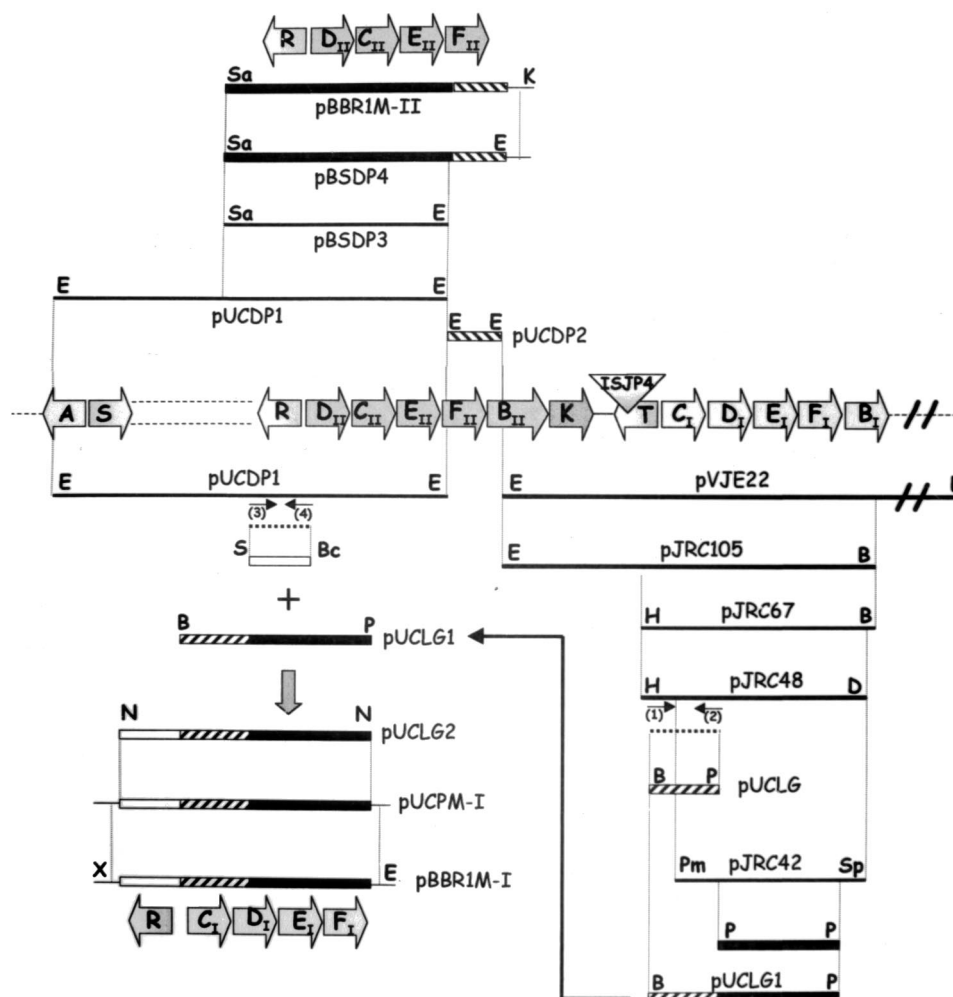 R D_II C_II E_II F_II
Sa K
pBBR1M-II
Sa E
pBSDP4
Sa E
pBSDP3
E E
pUCDP1
E E pUCDP2
ISJP4
A S R D_II C_II E_II F_II B_II K T C_I D_I E_I F_I B_I
pUCDP1 pVJE22
E E E
(3) (4)
S Bc
pJRC105
E B
+
pJRC67
H B
B P pUCLG1
pJRC48
H D
(1) (2)
N N
pUCLG2
B P pUCLG
pUCPM-I
Pm pJRC42 Sp
X E pBBR1M-I
R C_I D_I E_I F_I
P P
B pUCLG1 P